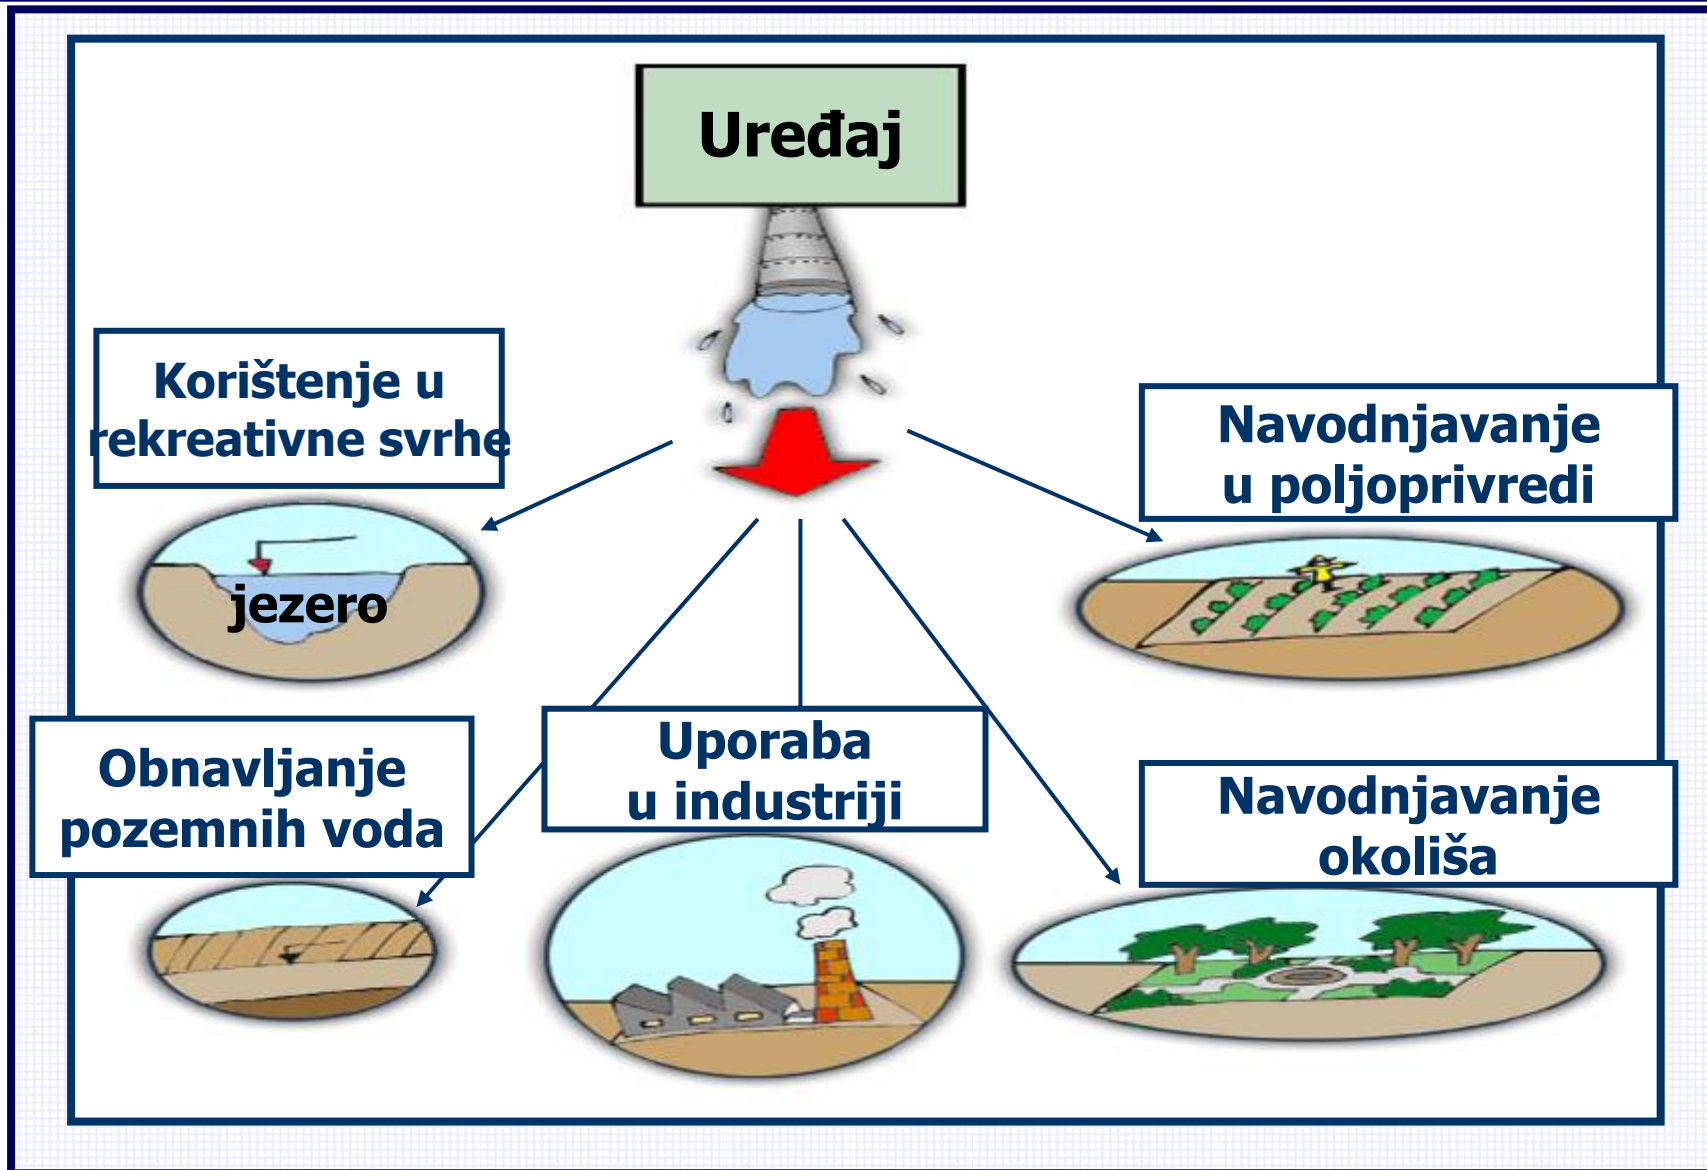 Uređaj
Korištenje u
rekreativne svrhe
jezero
Navodnjavanje
u poljoprivredi
Obnavljanje
pozemnih voda
Uporaba
u industriji
Navodnjavanje
okoliša